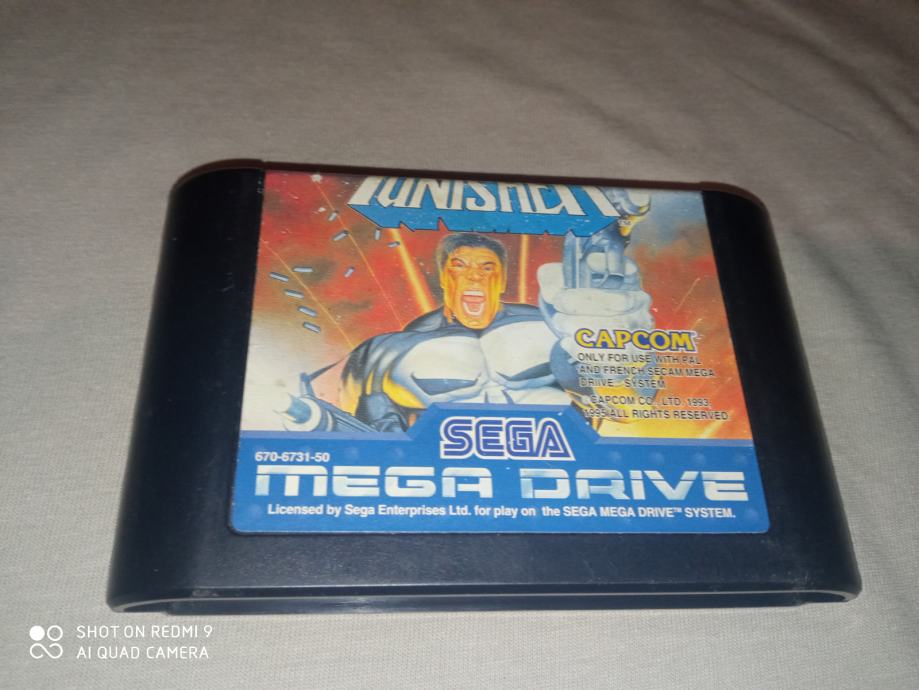 PUNISHER
TM
CAPCOM
ONLY FOR USE WITH PAL
AND FRENCH SECAM MEGA
DRIIVE SYSTEM
©CAPCOM CO., LTD. 1993,
1995 ALL RIGHTS RESERVED
SEGA
670-6731-50
MEGA DRIVE
Licensed by Sega Enterprises Ltd. for play on the SEGA MEGA DRIVE™ SYSTEM.
SHOT ON REDMI 9
AI QUAD CAMERA